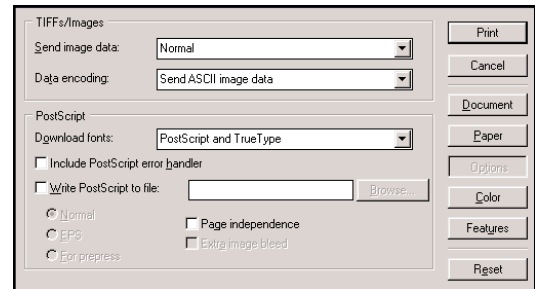 TIFFs/Images
Send image data: Normal
Data encoding: Send ASCII image data
PostScript
Download fonts: PostScript and TrueType
Include PostScript error handler
Write PostScript to file: Browse...
Normal
EPS
For prepress
Page independence
Extra image bleed
Print
Cancel
Document
Paper
Options
Color
Features
Reset